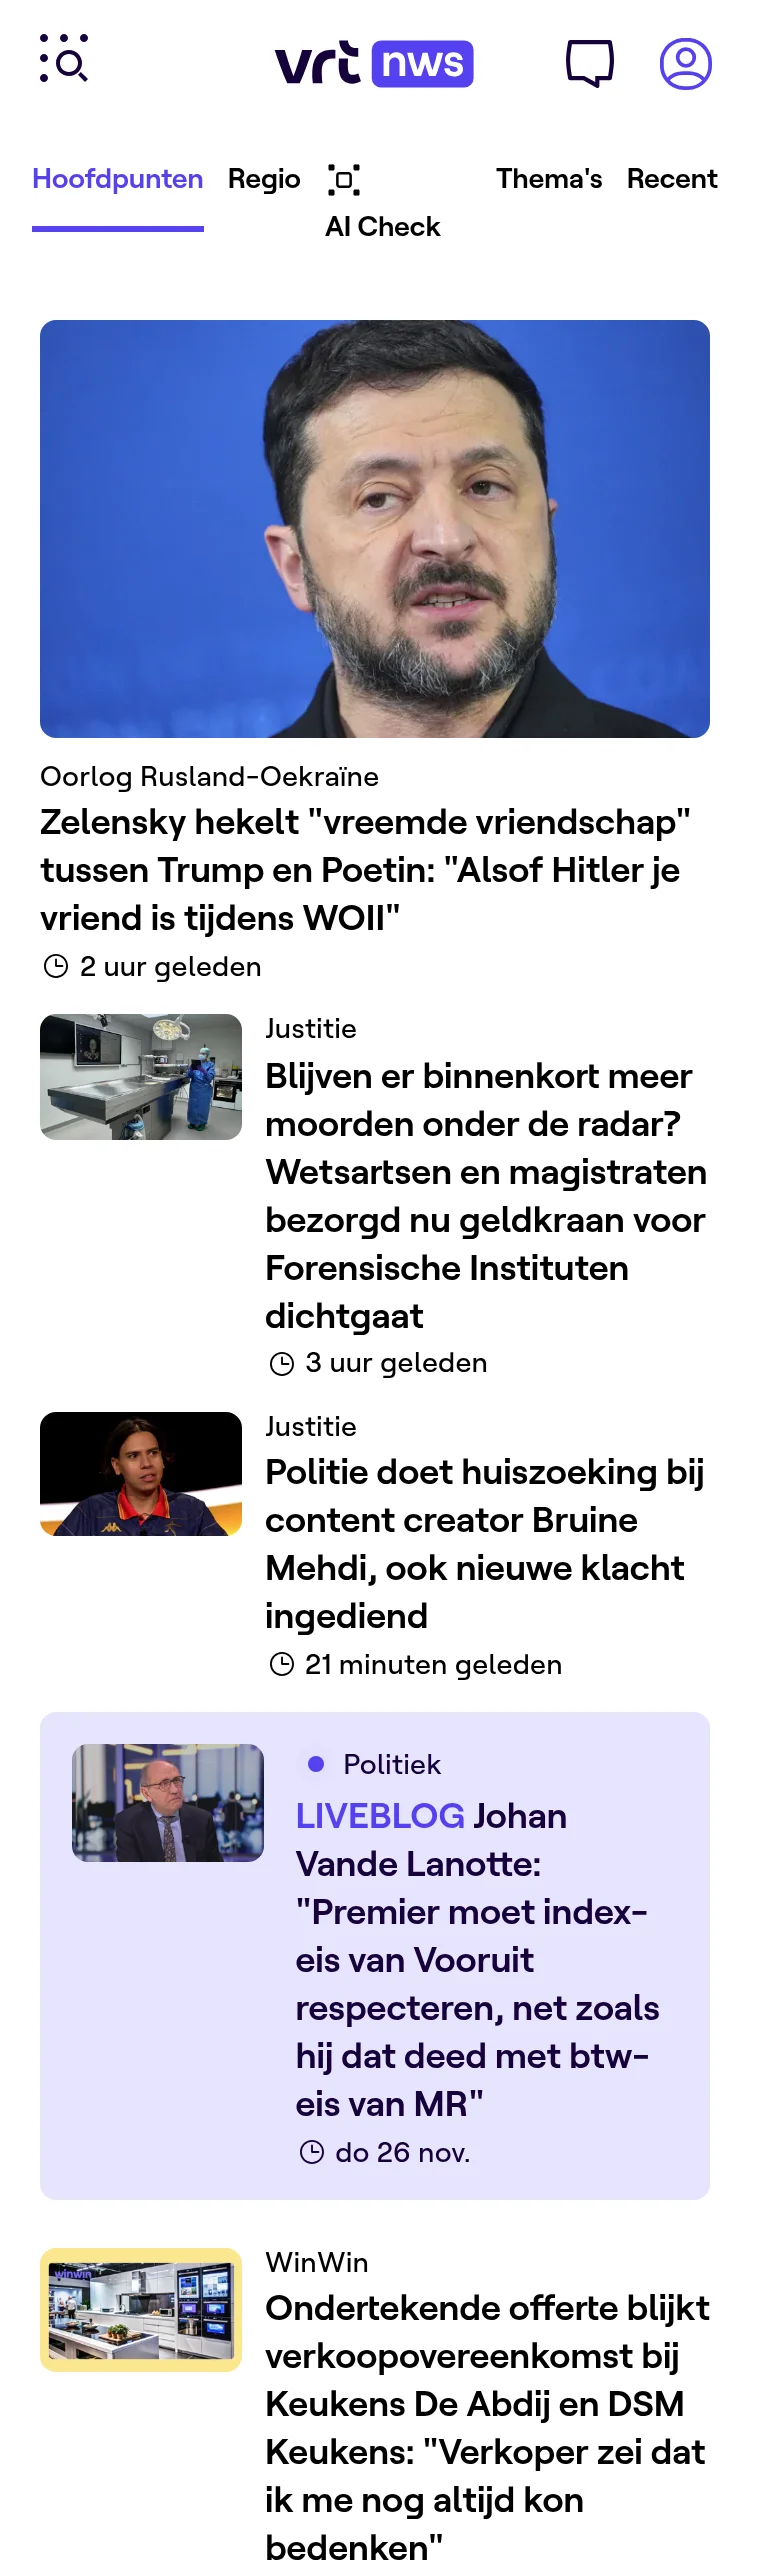 vrt nws
Hoofdpunten Regio AI Check Thema's Recent
Oorlog Rusland-Oekraïne
Zelensky hekelt "vreemde vriendschap"
tussen Trump en Poetin: "Alsof Hitler je
vriend is tijdens WOII"
2 uur geleden
Justitie
Blijven er binnenkort meer
moorden onder de radar?
Wetsartsen en magistraten
bezorgd nu geldkraan voor
Forensische Instituten
dichtgaat
3 uur geleden
Justitie
Politie doet huiszoeking bij
content creator Bruine
Mehdi, ook nieuwe klacht
ingediend
21 minuten geleden
Politiek
LIVEBLOG Johan
Vande Lanotte:
"Premier moet index-
eis van Vooruit
respecteren, net zoals
hij dat deed met btw-
eis van MR"
do 26 nov.
winwin
WinWin
Ondertekende offerte blijkt
verkoopovereenkomst bij
Keukens De Abdij en DSM
Keukens: "Verkoper zei dat
ik me nog altijd kon
bedenken"